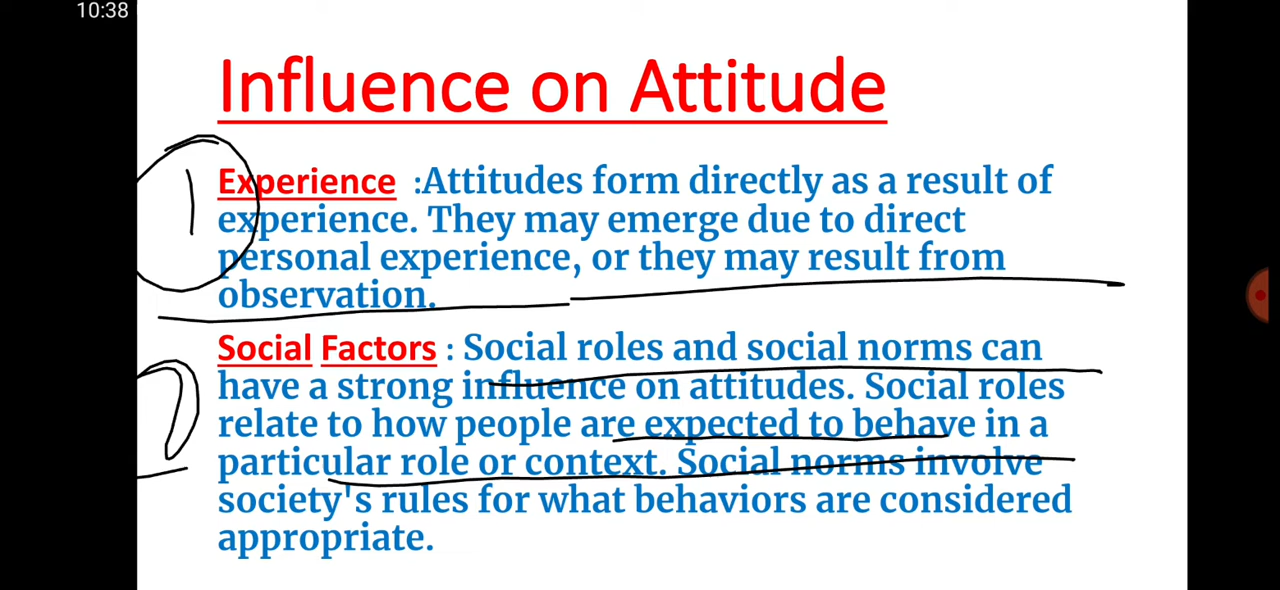 10:38
Influence on Attitude
1
Experience :Attitudes form directly as a result of
experience. They may emerge due to direct
personal experience, or they may result from
observation.
Social Factors : Social roles and social norms can
have a strong influence on attitudes. Social roles
relate to how people are expected to behave in a
particular role or context. Social norms involve
society's rules for what behaviors are considered
appropriate.